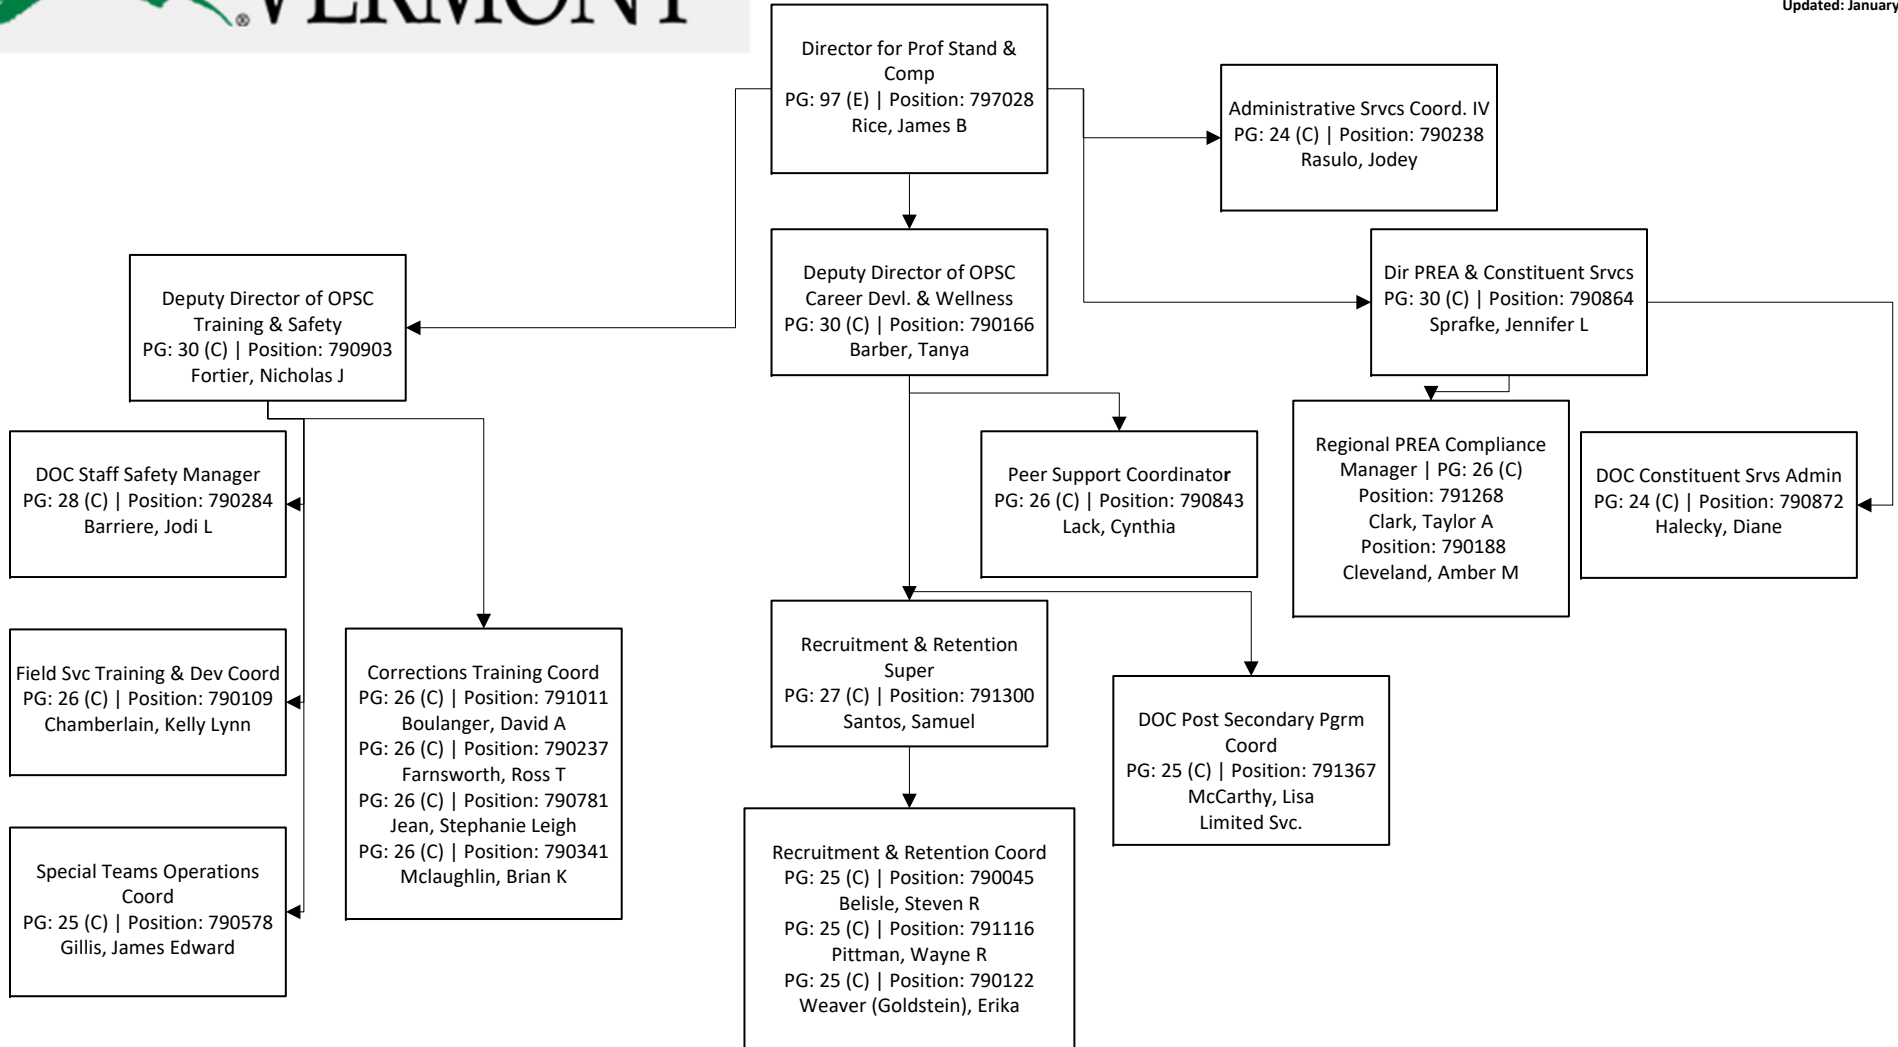 ®VERMONT
Updated: January
Director for Prof Stand &
Comp
PG: 97 (E) | Position: 797028
Rice, James B
Administrative Srvcs Coord. IV
PG: 24 (C) | Position: 790238
Rasulo, Jodey
Deputy Director of OPSC
Training & Safety
PG: 30 (C) | Position: 790903
Fortier, Nicholas J
Deputy Director of OPSC
Career Devl. & Wellness
PG: 30 (C) | Position: 790166
Barber, Tanya
Dir PREA & Constituent Srvcs
PG: 30 (C) | Position: 790864
Sprafke, Jennifer L
DOC Staff Safety Manager
PG: 28 (C) | Position: 790284
Barriere, Jodi L
Peer Support Coordinator
PG: 26 (C) | Position: 790843
Lack, Cynthia
Regional PREA Compliance
Manager | PG: 26 (C)
Position: 791268
Clark, Taylor A
Position: 790188
Cleveland, Amber M
DOC Constituent Srvs Admin
PG: 24 (C) | Position: 790872
Halecky, Diane
Field Svc Training & Dev Coord
PG: 26 (C) | Position: 790109
Chamberlain, Kelly Lynn
Corrections Training Coord
PG: 26 (C) | Position: 791011
Boulanger, David A
PG: 26 (C) | Position: 790237
Farnsworth, Ross T
PG: 26 (C) | Position: 790781
Jean, Stephanie Leigh
PG: 26 (C) | Position: 790341
Mclaughlin, Brian K
Recruitment & Retention
Super
PG: 27 (C) | Position: 791300
Santos, Samuel
DOC Post Secondary Pgrm
Coord
PG: 25 (C) | Position: 791367
McCarthy, Lisa
Limited Svc.
Special Teams Operations
Coord
PG: 25 (C) | Position: 790578
Gillis, James Edward
Recruitment & Retention Coord
PG: 25 (C) | Position: 790045
Belisle, Steven R
PG: 25 (C) | Position: 791116
Pittman, Wayne R
PG: 25 (C) | Position: 790122
Weaver (Goldstein), Erika